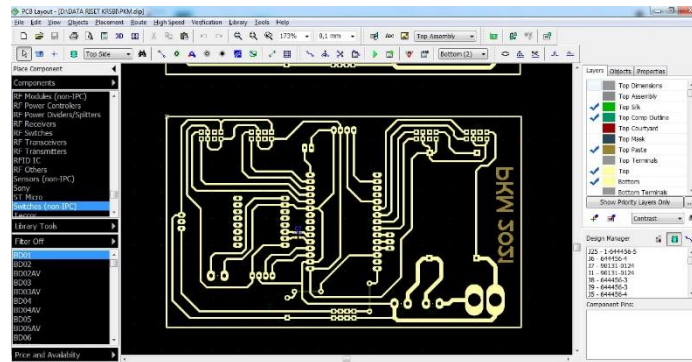 PCB Layout - [D:\DATA RISET KRSBI\PKM.dip]
File Edit View Objects Placement Route High Speed Verification Library Tools Help
173% 0,1 mm Top Assembly
Top Side Bottom (2)
Place Component
Components
RF Modules (non-IPC)
RF Power Controlers
RF Power Dividers/Spitters
RF Receivers
RF Switches
RF Transceivers
RF Transmitters
RFID IC
RF Others
Sensors (non-IPC)
Sony
ST Micro
Switches (non-IPC)
Teccor
Library Tools
Filter Off
BD01
BD02
BD02AV
BD03
BD03AV
BD04
BD04AV
BD05
BD05AV
BD06
Price and Availability
PKM 2021
Layers Objects Properties
Top Dimensions
Top Assembly
Top Silk
Top Comp Outline
Top Courtyard
Top Mask
Top Paste
Top Terminals
Top
Bottom
Bottom Terminals
Show Priority Layers Only
Contrast
Design Manager
J25 - 1-644456-5
J6 - 644456-4
J7 - 90131-0124
J1 - 90131-0124
J8 - 644456-3
J9 - 644456-3
J5 - 644456-4
Component Pins: